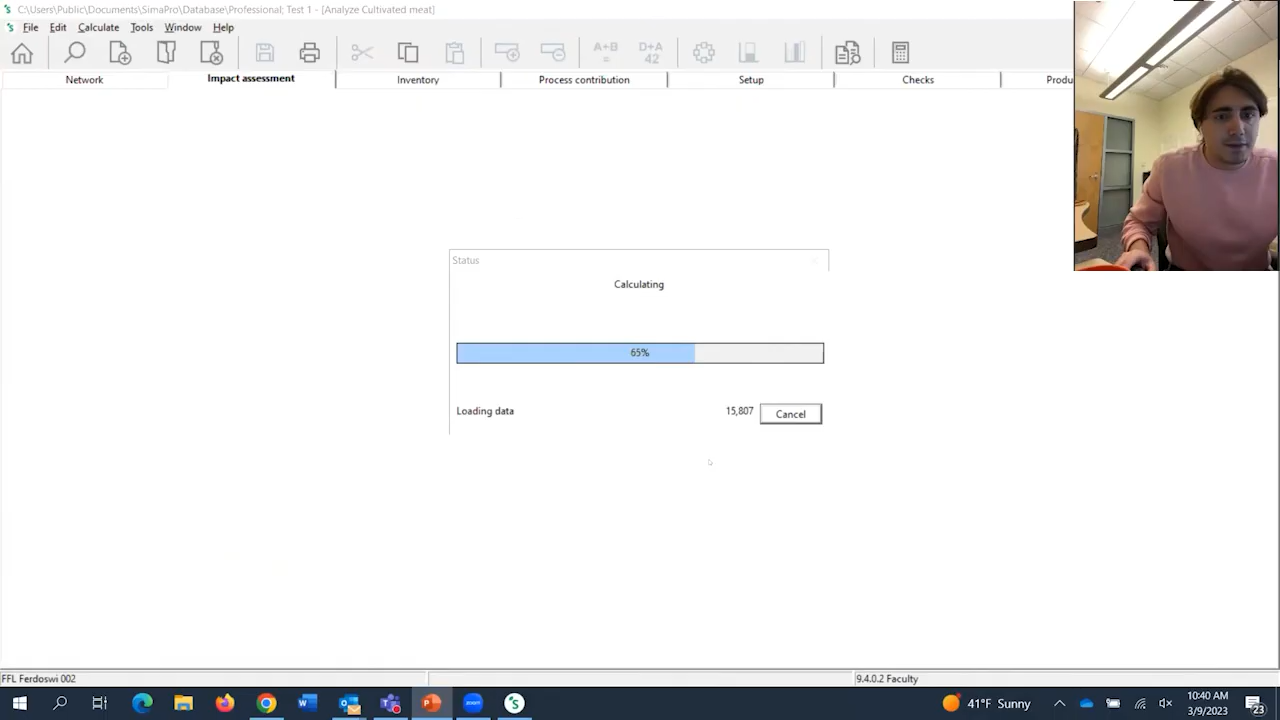 C:\Users\Public\Documents\SimaPro\Database\Professional; Test 1 - [Analyze Cultivated meat]
File Edit Calculate Tools Window Help
A+B
=
D+A
42
Network Impact assessment Inventory Process contribution Setup Checks Produ
Status
Calculating
65%
Loading data 15,807 Cancel
FFL Ferdoswi 002 9.4.0.2 Faculty
41°F Sunny
10:40 AM
3/9/2023
23